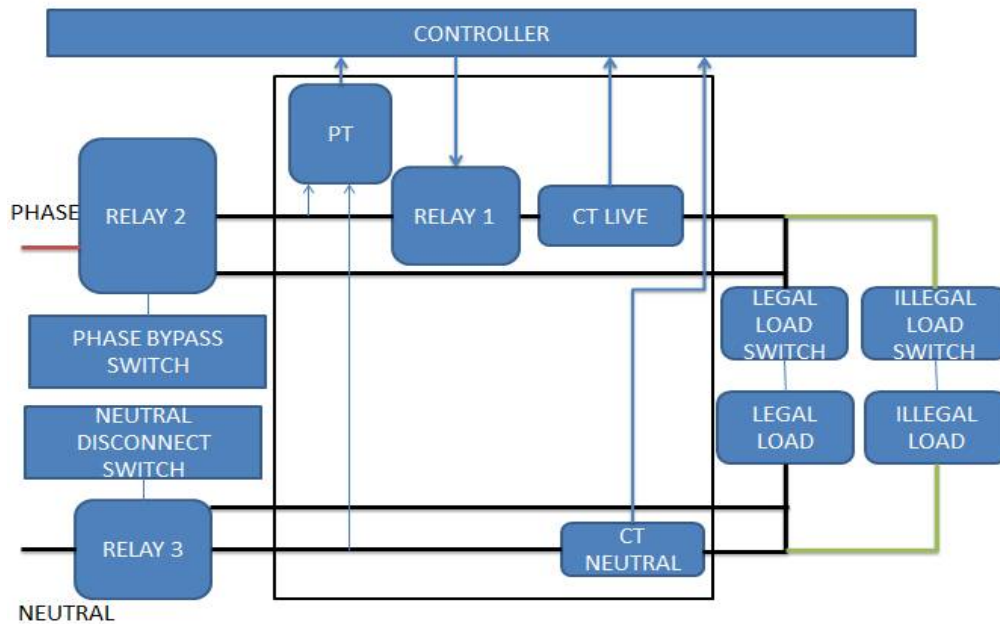 CONTROLLER
PT
PHASE
RELAY 2
RELAY 1
CT LIVE
PHASE BYPASS
SWITCH
LEGAL
LOAD
SWITCH
ILLEGAL
LOAD
SWITCH
NEUTRAL
DISCONNECT
SWITCH
LEGAL
LOAD
ILLEGAL
LOAD
RELAY 3
CT
NEUTRAL
NEUTRAL